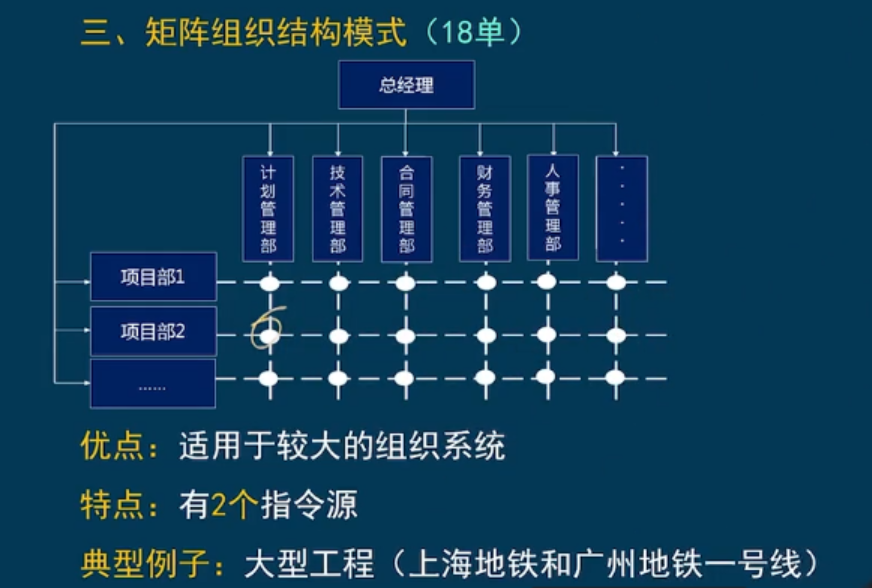 三、矩阵组织结构模式（18单）
总经理
计划管理部
技术管理部
合同管理部
财务管理部
人事管理部
·····
项目部1
项目部2
……
优点：适用于较大的组织系统
特点：有2个指令源
典型例子：大型工程（上海地铁和广州地铁一号线）